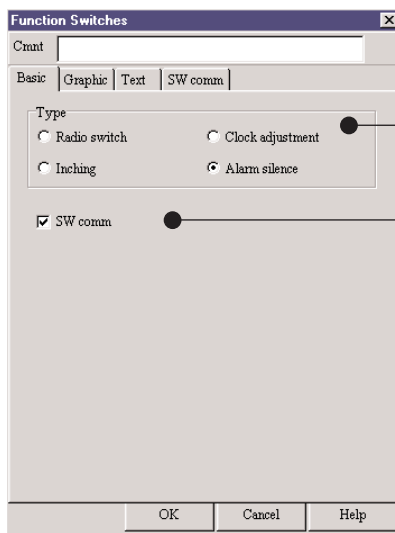 Function Switches
Cmnt
Basic Graphic Text SW comm
Type
Radio switch Clock adjustment
Inching Alarm silence
SW comm
OK Cancel Help